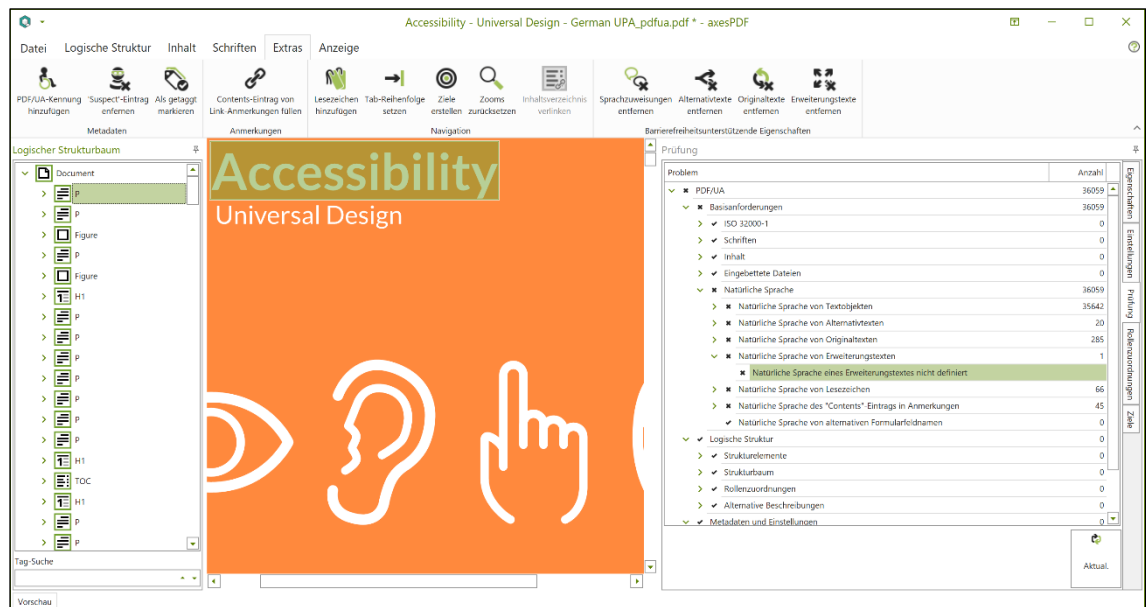 Accessibility - Universal Design - German UPA_pdfua.pdf * - axesPDF
Datei Logische Struktur Inhalt Schriften Extras Anzeige
PDF/UA-Kennung hinzufügen
'Suspect'-Eintrag entfernen
Als getaggt markieren
Metadaten
Contents-Eintrag von Link-Anmerkungen füllen
Anmerkungen
Lesezeichen hinzufügen
Tab-Reihenfolge setzen
Ziele erstellen
Zooms zurücksetzen
Inhaltsverzeichnis verlinken
Navigation
Sprachzuweisungen entfernen
Alternativtexte entfernen
Originaltexte entfernen
Erweiterungstexte entfernen
Barrierefreiheitsunterstützende Eigenschaften
Logischer Strukturbaum
Document
P
P
Figure
P
Figure
H1
P
P
P
P
P
P
P
H1
TOC
H1
P
P
Tag-Suche
Vorschau
Accessibility
Universal Design
Prüfung
Problem Anzahl
PDF/UA 36059
Basisanforderungen 36059
ISO 32000-1 0
Schriften 0
Inhalt 0
Eingebettete Dateien 0
Natürliche Sprache 36059
Natürliche Sprache von Textobjekten 35642
Natürliche Sprache von Alternativtexten 20
Natürliche Sprache von Originaltexten 285
Natürliche Sprache von Erweiterungstexten 1
Natürliche Sprache eines Erweiterungstextes nicht definiert
Natürliche Sprache von Lesezeichen 66
Natürliche Sprache des "Contents"-Eintrags in Anmerkungen 45
Natürliche Sprache von alternativen Formularfeldnamen 0
Logische Struktur 0
Strukturelemente 0
Strukturbaum 0
Rollenzuordnungen 0
Alternative Beschreibungen 0
Metadaten und Einstellungen 0
Aktual.
Eigenschaften
Einstellungen
Prüfung
Rollenzuordnungen
Ziele